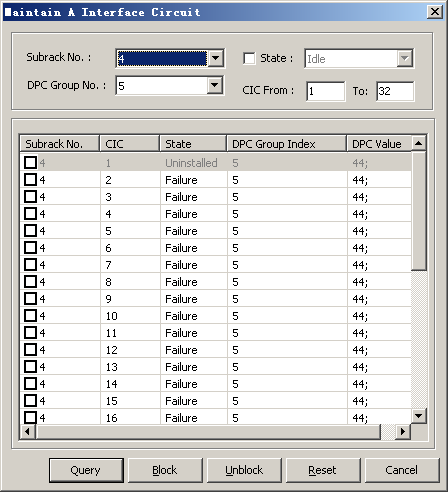 Maintain A Interface Circuit
Subrack No. : 4 State : Idle
DPC Group No. : 5 CIC From : 1 To: 32
Subrack No. CIC State DPC Group Index DPC Value
4 1 Uninstalled 5 44;
4 2 Failure 5 44;
4 3 Failure 5 44;
4 4 Failure 5 44;
4 5 Failure 5 44;
4 6 Failure 5 44;
4 7 Failure 5 44;
4 8 Failure 5 44;
4 9 Failure 5 44;
4 10 Failure 5 44;
4 11 Failure 5 44;
4 12 Failure 5 44;
4 13 Failure 5 44;
4 14 Failure 5 44;
4 15 Failure 5 44;
4 16 Failure 5 44;
Query Block Unblock Reset Cancel